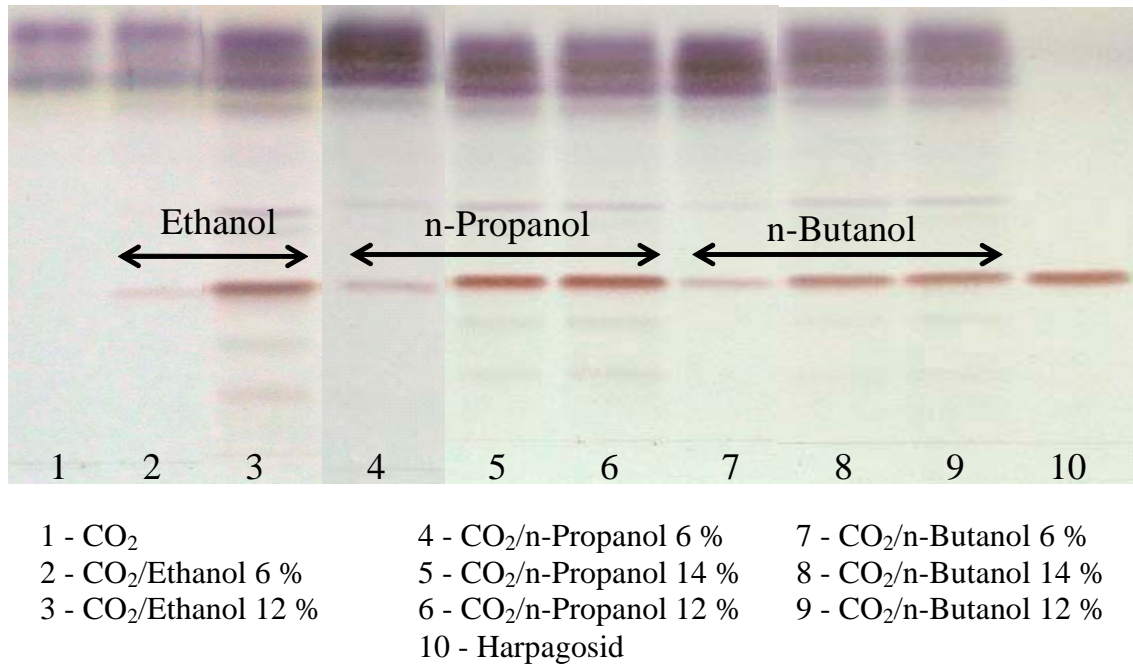 Ethanol
n-Propanol
n-Butanol
1 2 3 4 5 6 7 8 9 10
1 - CO₂
2 - CO₂/Ethanol 6 %
3 - CO₂/Ethanol 12 %
4 - CO₂/n-Propanol 6 %
5 - CO₂/n-Propanol 14 %
6 - CO₂/n-Propanol 12 %
10 - Harpagosid
7 - CO₂/n-Butanol 6 %
8 - CO₂/n-Butanol 14 %
9 - CO₂/n-Butanol 12 %